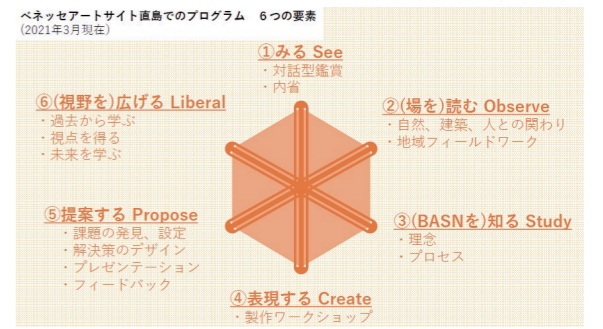 ベネッセアートサイト直島でのプログラム　６つの要素
(2021年3月現在)
①みる See
・対話型鑑賞
・内省
②(場を)読む Observe
・自然、建築、人との関わり
・地域フィールドワーク
③(BASNを)知る Study
・理念
・プロセス
④表現する Create
・製作ワークショップ
⑤提案する Propose
・課題の発見、設定
・解決策のデザイン
・プレゼンテーション
・フィードバック
⑥(視野を)広げる Liberal
・過去から学ぶ
・視点を得る
・未来を学ぶ